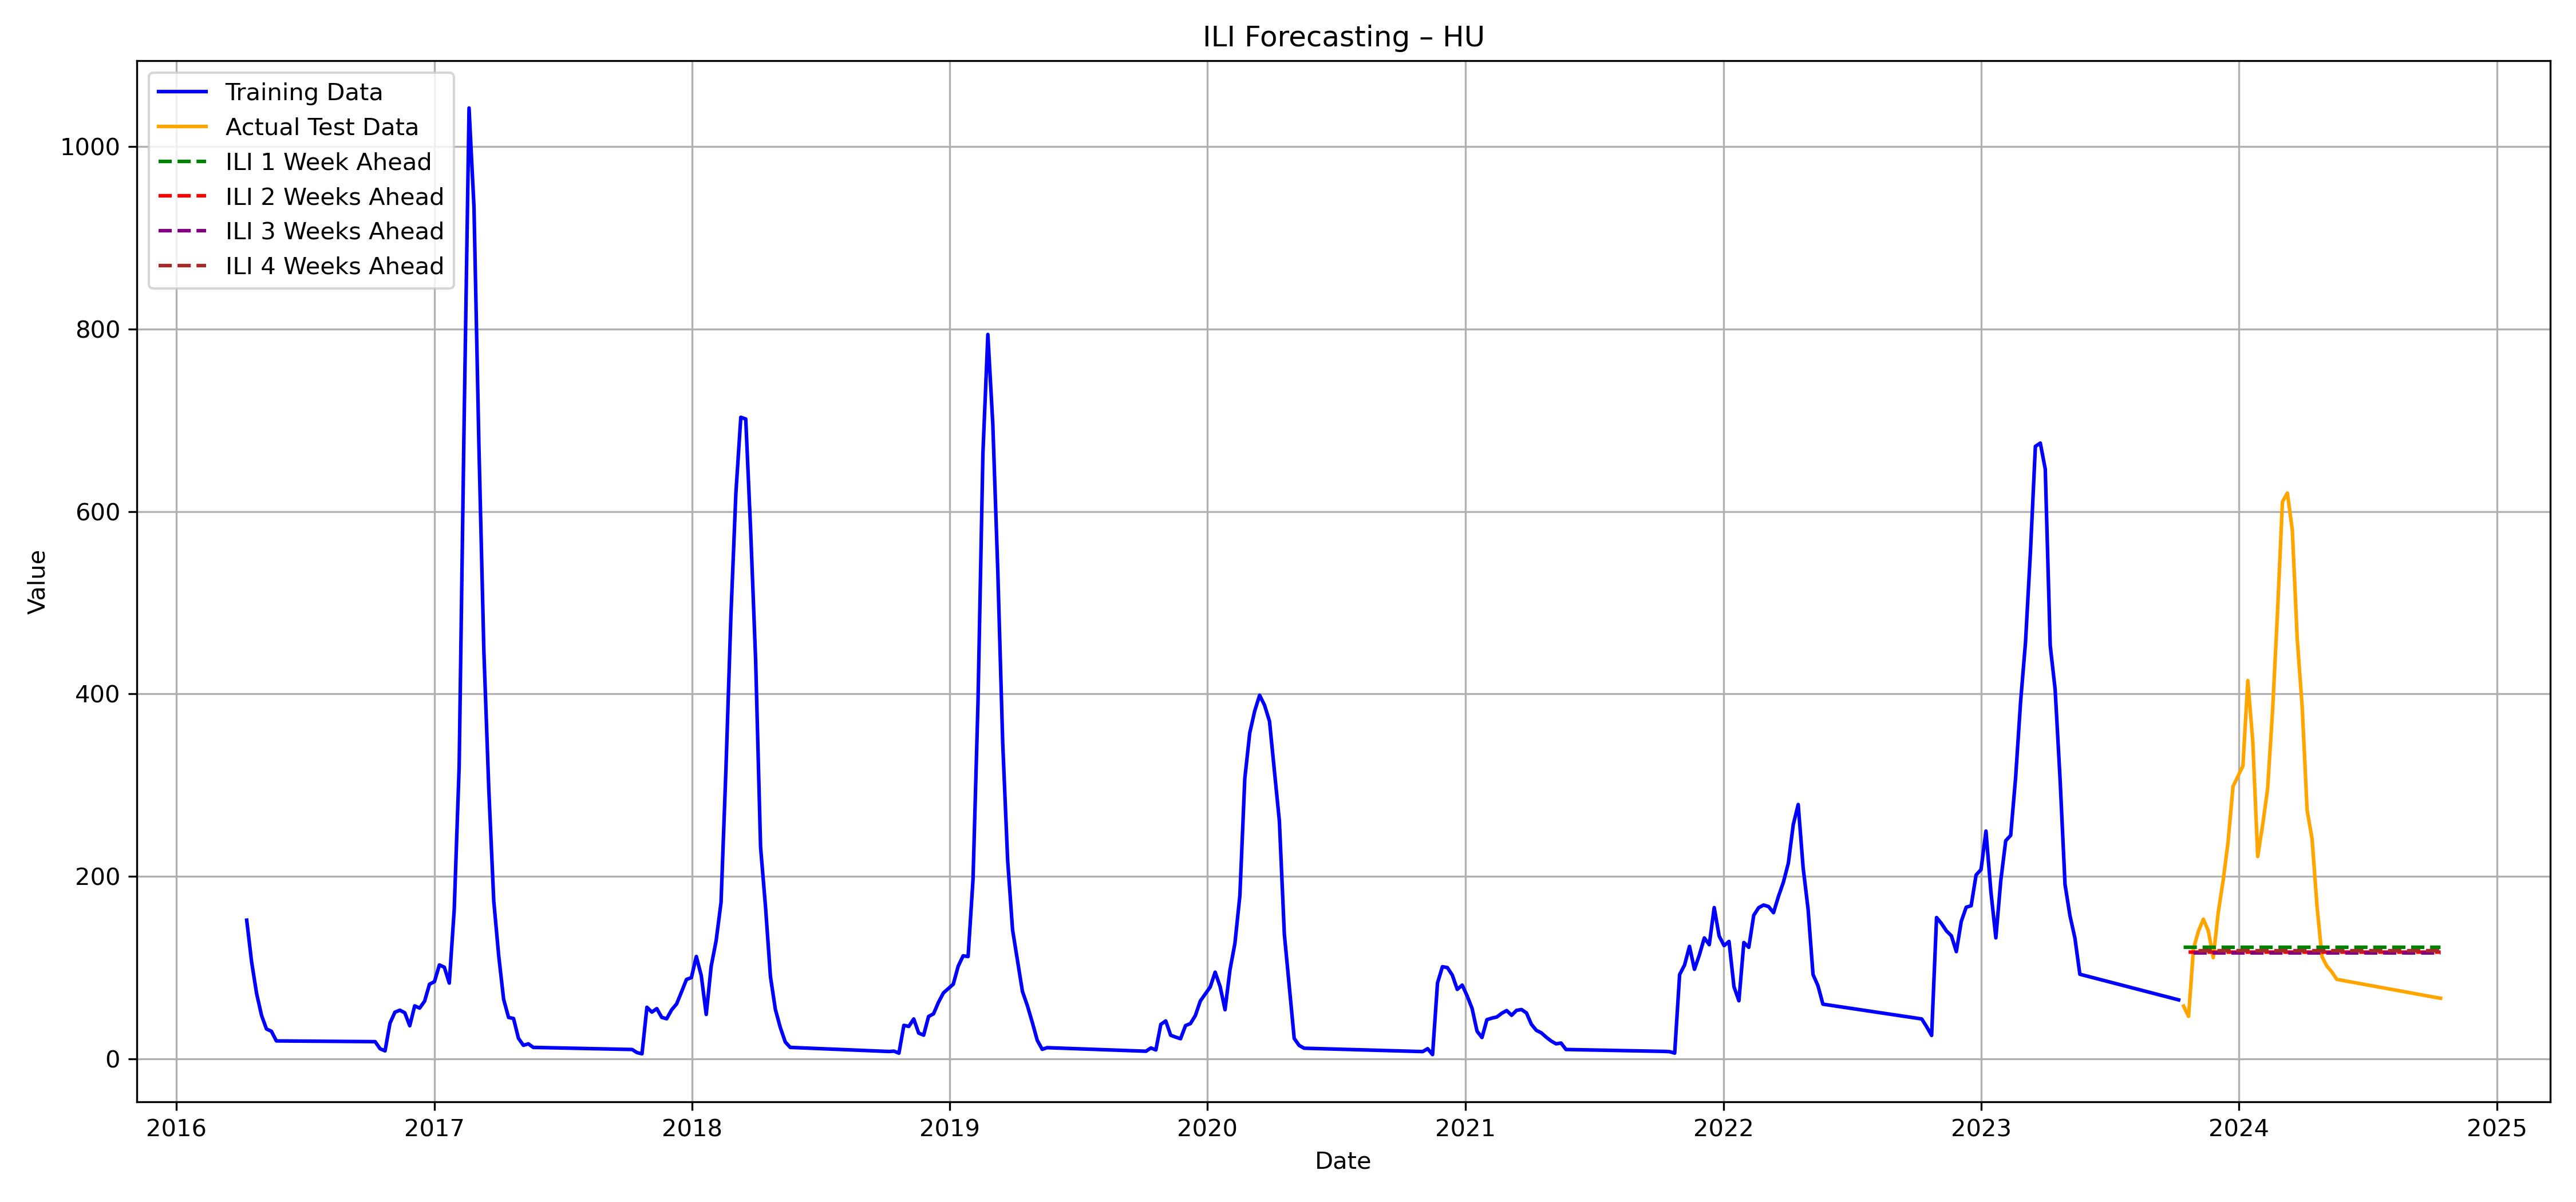 ILI Forecasting – HU
Training Data
Actual Test Data
ILI 1 Week Ahead
ILI 2 Weeks Ahead
ILI 3 Weeks Ahead
ILI 4 Weeks Ahead
1000
800
600
400
200
0
Value
2016 2017 2018 2019 2020 2021 2022 2023 2024 2025
Date